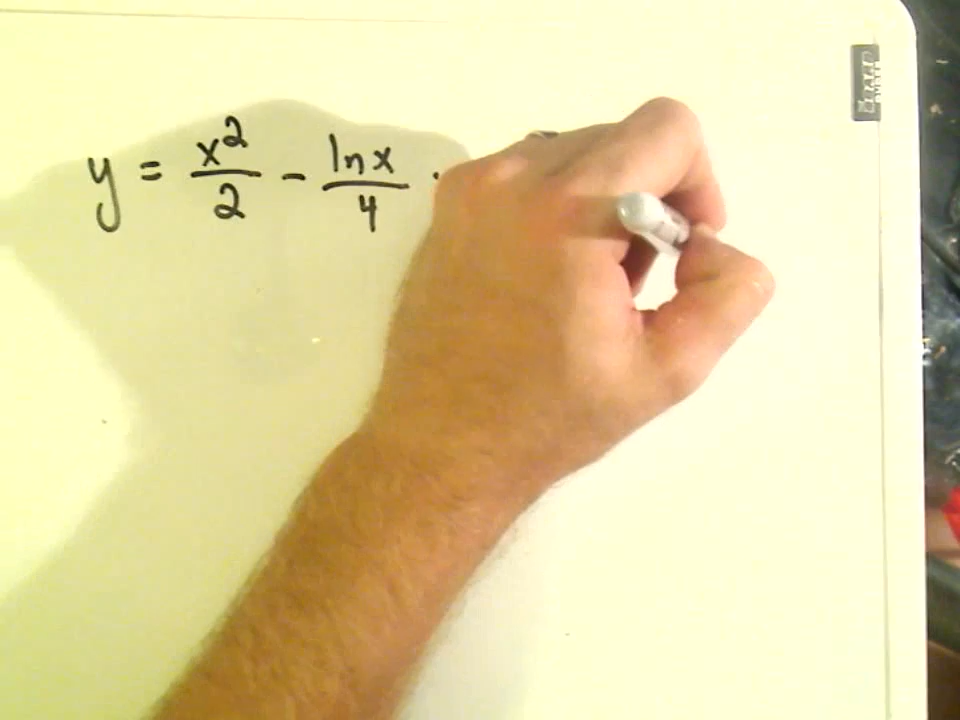 y = x²/2 - ln x/4